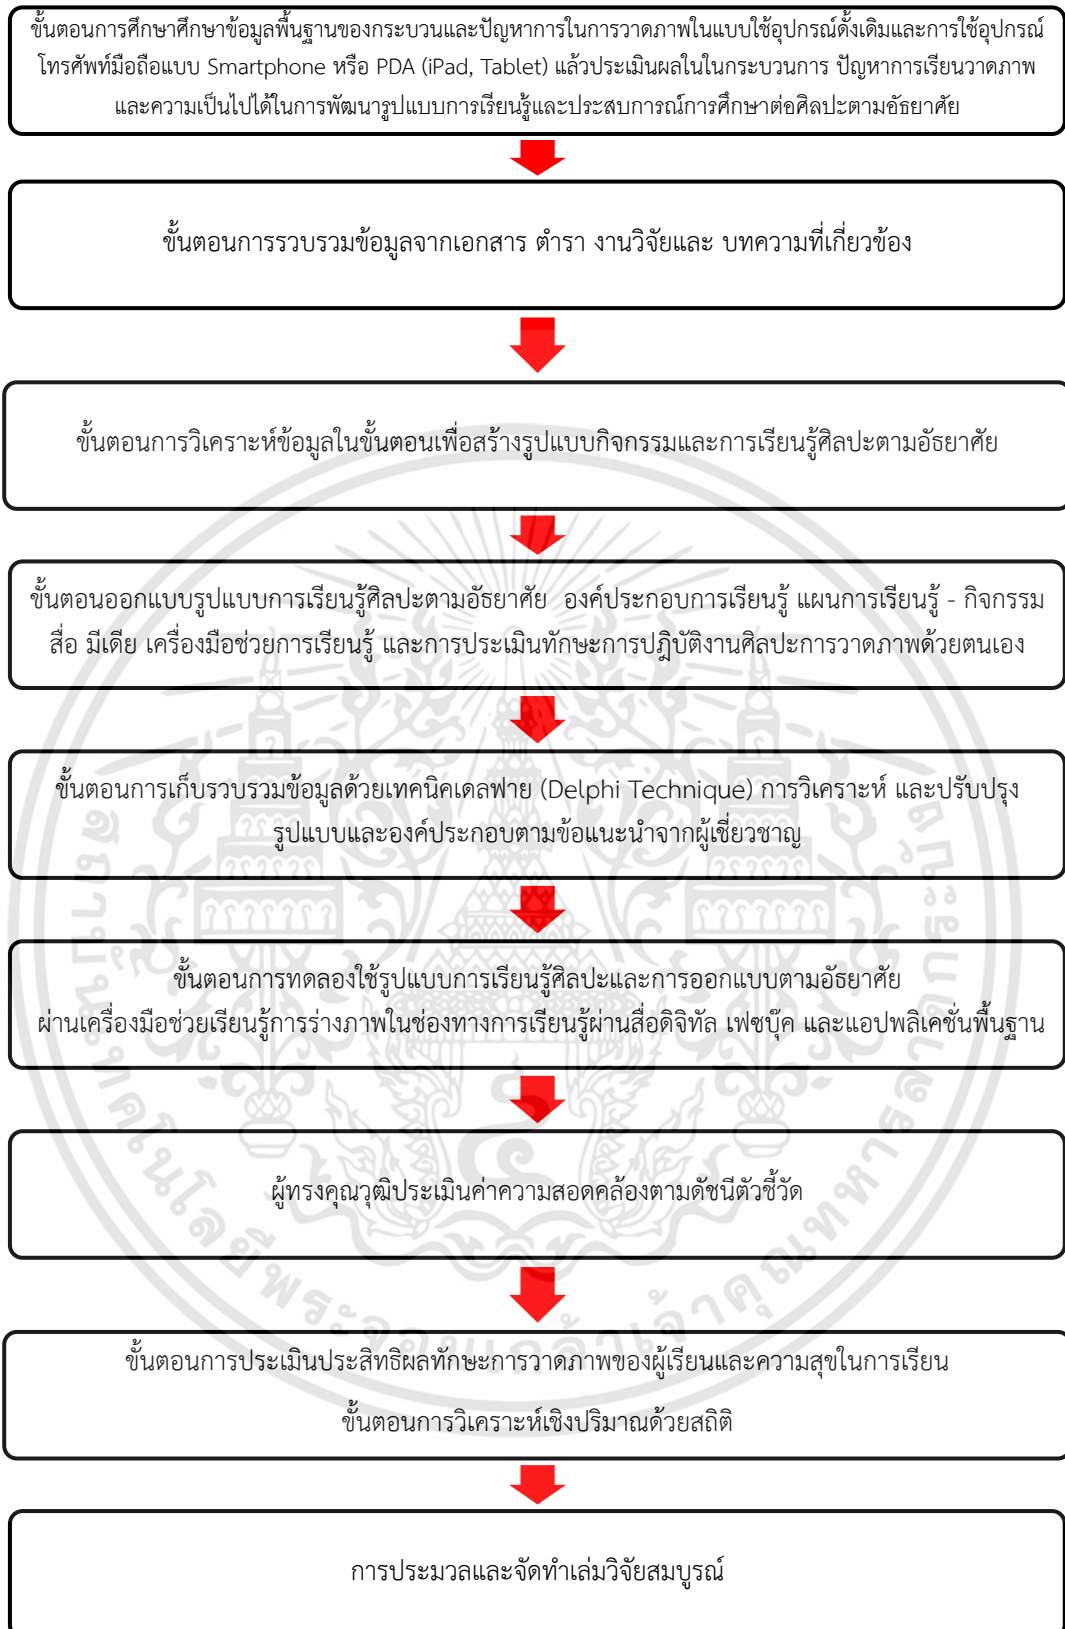 ขั้นตอนการศึกษาศึกษาข้อมูลพื้นฐานของกระบวนและปัญหาการในการวาดภาพในแบบใช้อุปกรณ์ดั้งเดิมและการใช้อุปกรณ์
โทรศัพท์มือถือแบบ Smartphone หรือ PDA (iPad, Tablet) แล้วประเมินผลในในกระบวนการ ปัญหาการเรียนวาดภาพ
และความเป็นไปได้ในการพัฒนารูปแบบการเรียนรู้และประสบการณ์การศึกษาต่อศิลปะตามอัธยาศัย
ขั้นตอนการรวบรวมข้อมูลจากเอกสาร ตำรา งานวิจัยและ บทความที่เกี่ยวข้อง
ขั้นตอนการวิเคราะห์ข้อมูลในขั้นตอนเพื่อสร้างรูปแบบกิจกรรมและการเรียนรู้ศิลปะตามอัธยาศัย
ขั้นตอนออกแบบรูปแบบการเรียนรู้ศิลปะตามอัธยาศัย องค์ประกอบการเรียนรู้ แผนการเรียนรู้ - กิจกรรม
สื่อ มีเดีย เครื่องมือช่วยการเรียนรู้ และการประเมินทักษะการปฏิบัติงานศิลปะการวาดภาพด้วยตนเอง
ขั้นตอนการเก็บรวบรวมข้อมูลด้วยเทคนิคเดลฟาย (Delphi Technique) การวิเคราะห์ และปรับปรุง
รูปแบบและองค์ประกอบตามข้อแนะนำจากผู้เชี่ยวชาญ
ขั้นตอนการทดลองใช้รูปแบบการเรียนรู้ศิลปะและการออกแบบตามอัธยาศัย
ผ่านเครื่องมือช่วยเรียนรู้การร่างภาพในช่องทางการเรียนรู้ผ่านสื่อดิจิทัล เฟซบุ๊ค และแอปพลิเคชั่นพื้นฐาน
ผู้ทรงคุณวุฒิประเมินค่าความสอดคล้องตามดัชนีตัวชี้วัด
ขั้นตอนการประเมินประสิทธิผลทักษะการวาดภาพของผู้เรียนและความสุขในการเรียน
ขั้นตอนการวิเคราะห์เชิงปริมาณด้วยสถิติ
การประมวลและจัดทำเล่มวิจัยสมบูรณ์
สถาบันเทคโนโลยีพระจอมเกล้าเจ้าคุณทหารลาดกระบัง